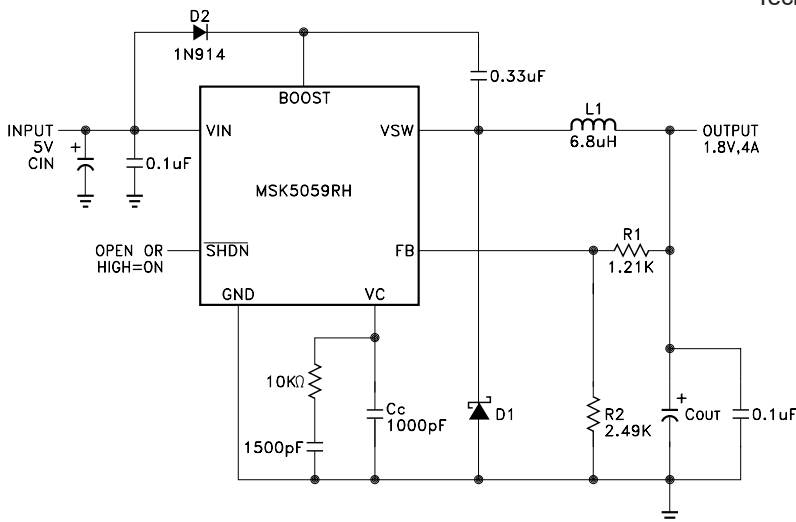 D2
1N914
BOOST
0.33uF
INPUT
5V
CIN
+
0.1uF
VIN
VSW
L1
6.8uH
OUTPUT
1.8V,4A
MSK5059RH
OPEN OR
HIGH=ON
SHDN
FB
R1
1.21K
GND
VC
10KΩ
Cc
1000pF
1500pF
D1
R2
2.49K
+
COUT
0.1uF